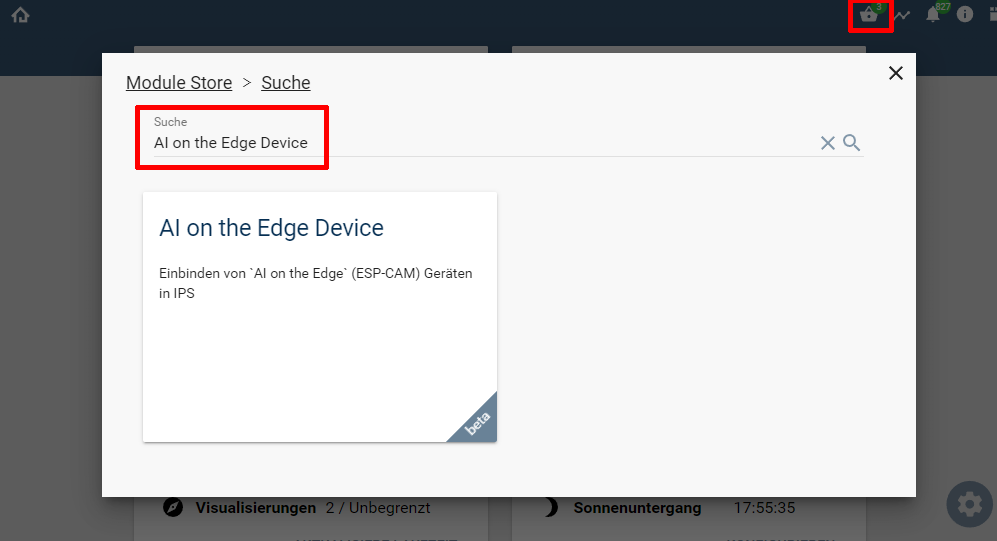 3
827
Module Store > Suche
Suche
AI on the Edge Device
AI on the Edge Device
Einbinden von `AI on the Edge` (ESP-CAM) Geräten
in IPS
beta
Visualisierungen 2 / Unbegrenzt
Sonnenuntergang 17:55:35